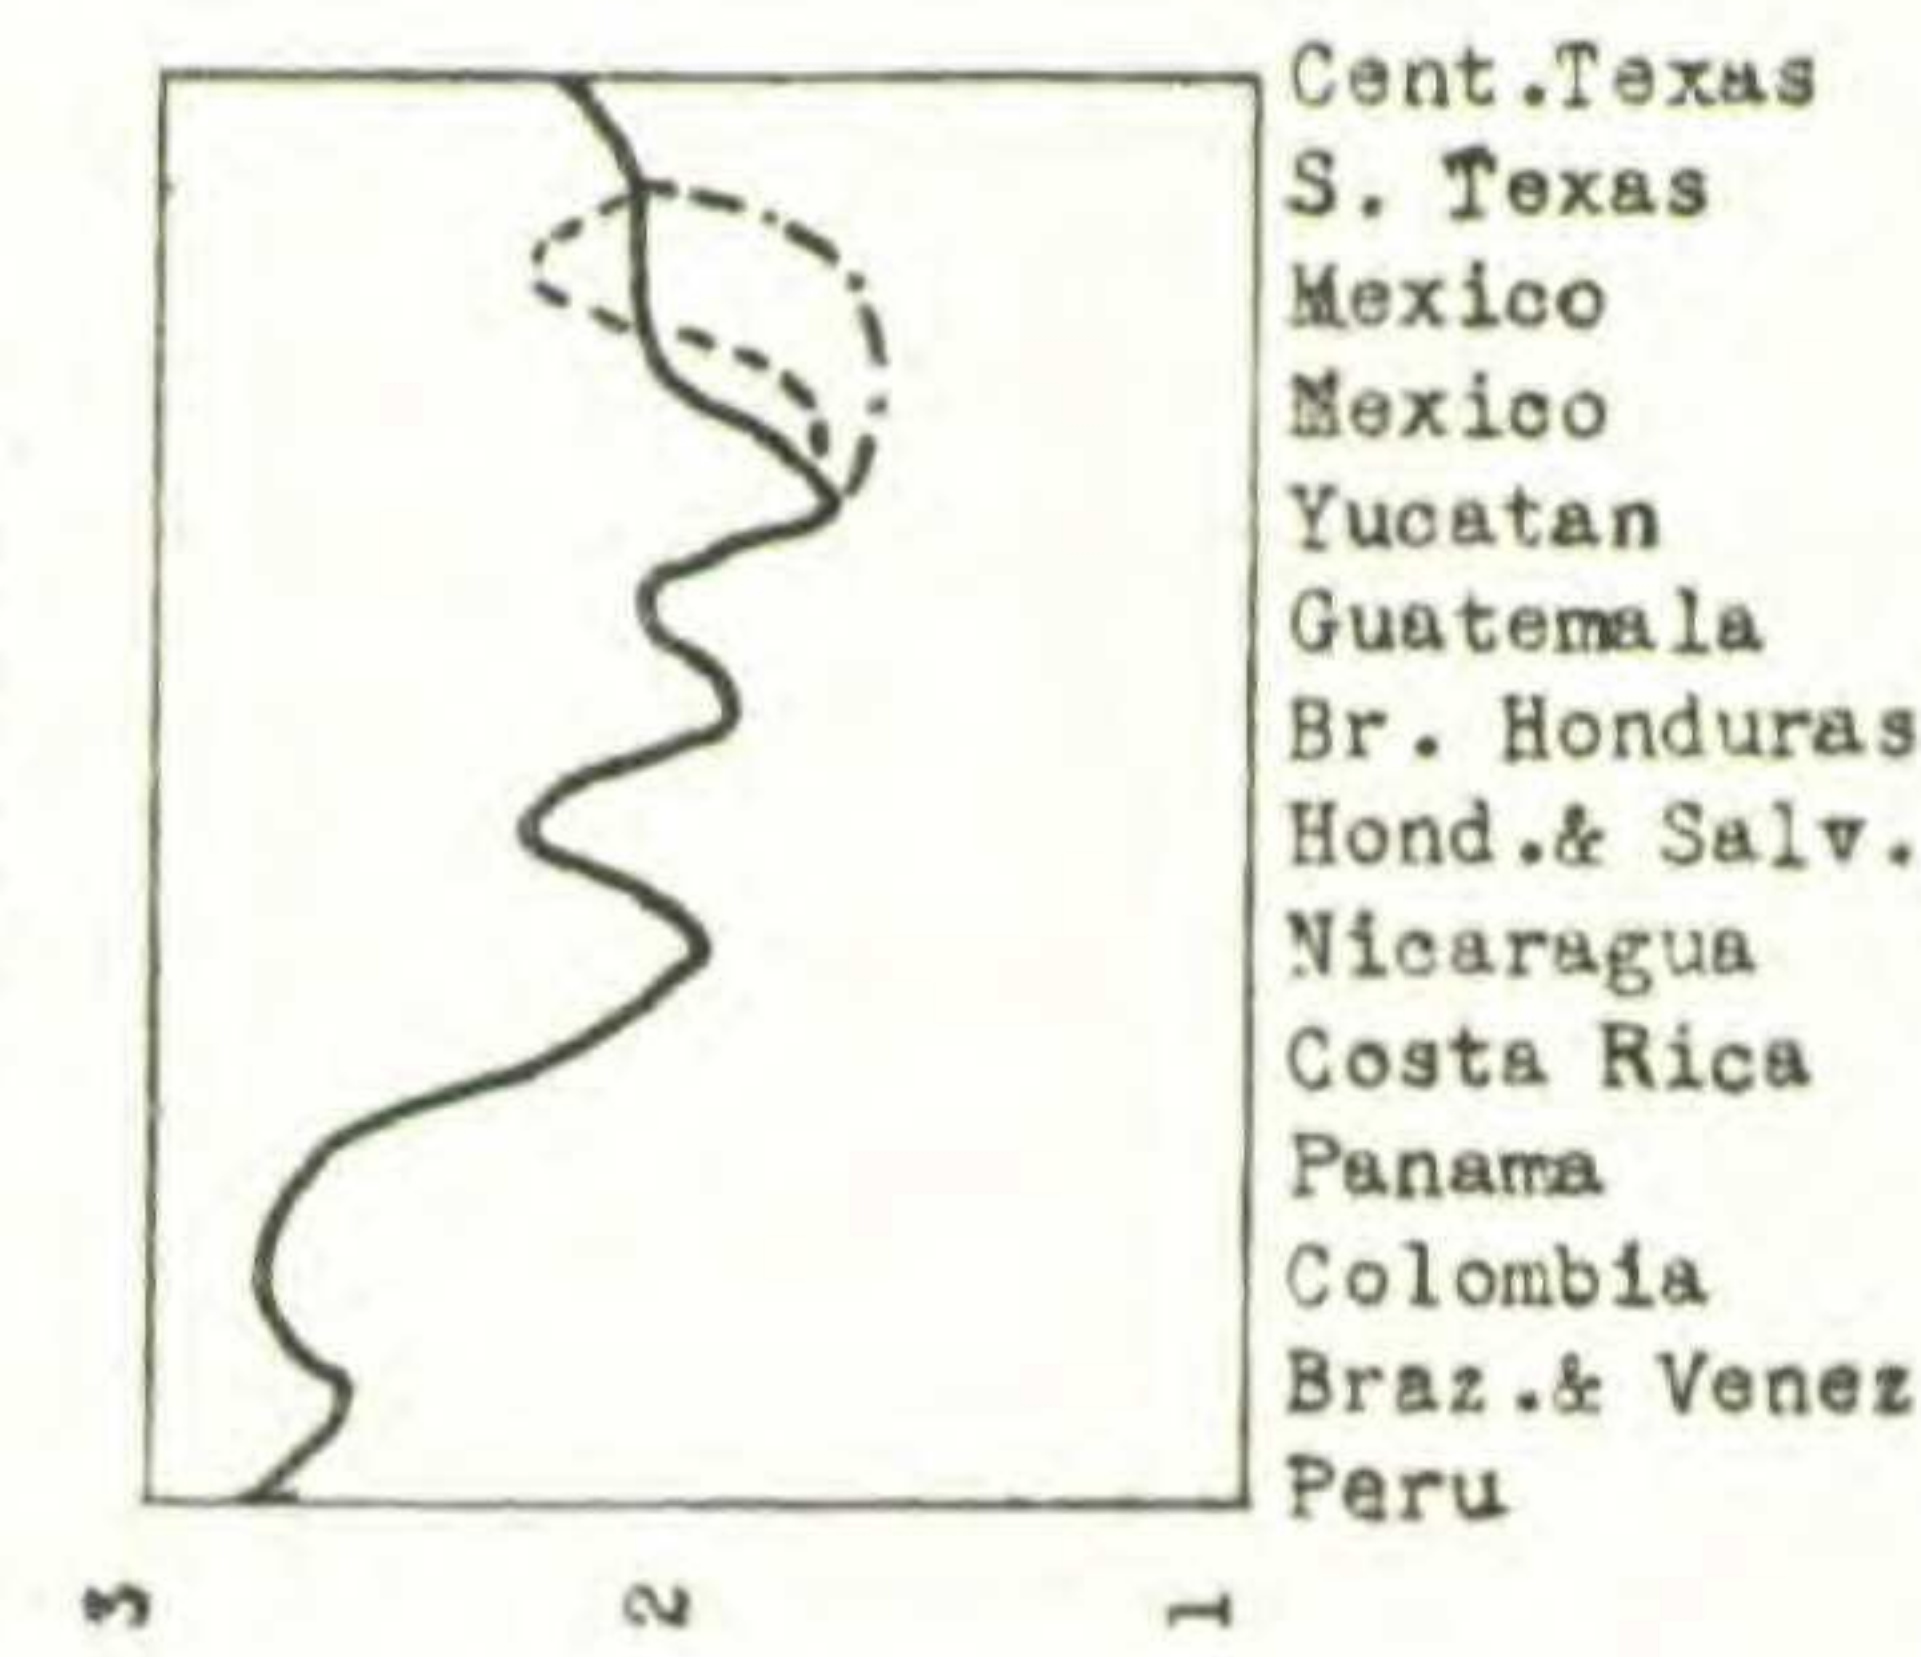 Cent.Texas
S. Texas
Mexico
Mexico
Yucatan
Guatemala
Br. Honduras
Hond.& Salv.
Nicaragua
Costa Rica
Panama
Colombia
Braz.& Venez
Peru
3 2 1